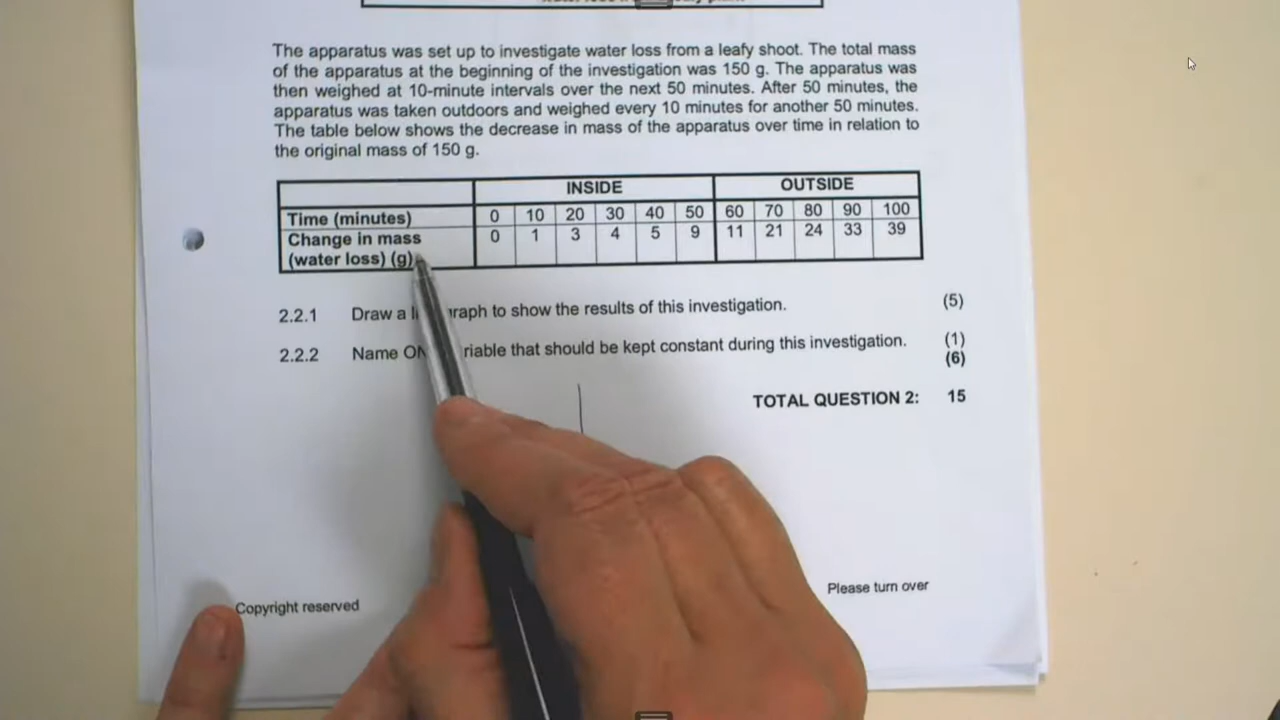 The apparatus was set up to investigate water loss from a leafy shoot. The total mass
of the apparatus at the beginning of the investigation was 150 g. The apparatus was
then weighed at 10-minute intervals over the next 50 minutes. After 50 minutes, the
apparatus was taken outdoors and weighed every 10 minutes for another 50 minutes.
The table below shows the decrease in mass of the apparatus over time in relation to
the original mass of 150 g.
INSIDE OUTSIDE
Time (minutes) 0 10 20 30 40 50 60 70 80 90 100
Change in mass 0 1 3 4 5 9 11 21 24 33 39
(water loss) (g)
2.2.1 Draw a to show the results of this investigation. (5)
2.2.2 Name that should be kept constant during this investigation. (1)
(6)
TOTAL QUESTION 2: 15
Please turn over
Copyright reserved